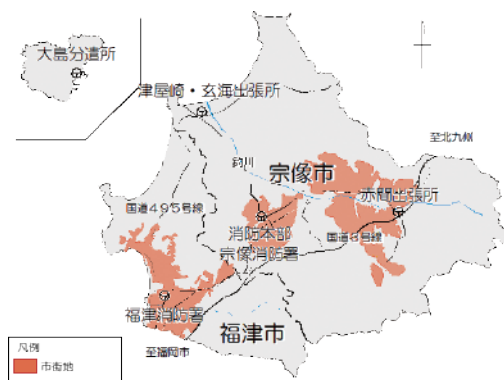 大島分遣所
津屋崎・玄海出張所
至北九州
釣川
宗像市
赤間出張所
国道495号線
消防本部
宗像消防署
国道3号線
福津消防署
福津市
至福岡市
凡例
市街地